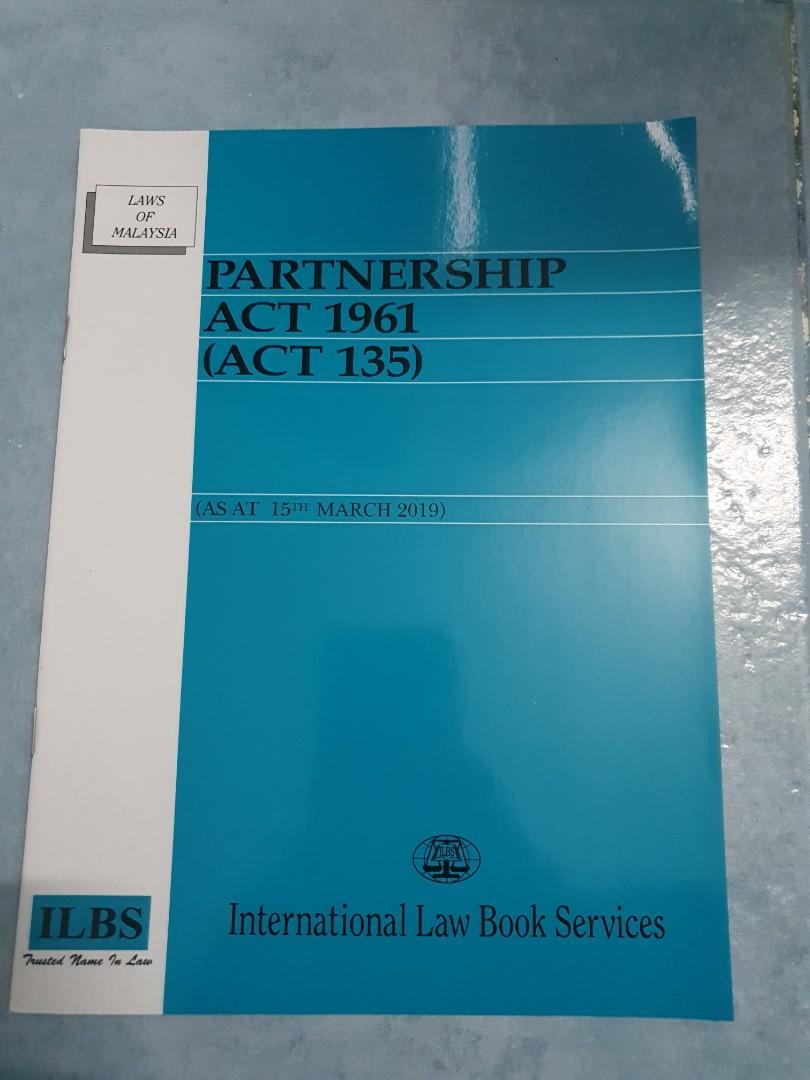 LAWS
OF
MALAYSIA
PARTNERSHIP
ACT 1961
(ACT 135)
(AS AT 15TH MARCH 2019)
ILBS
International Law Book Services
ILBS
Trusted Name In Law